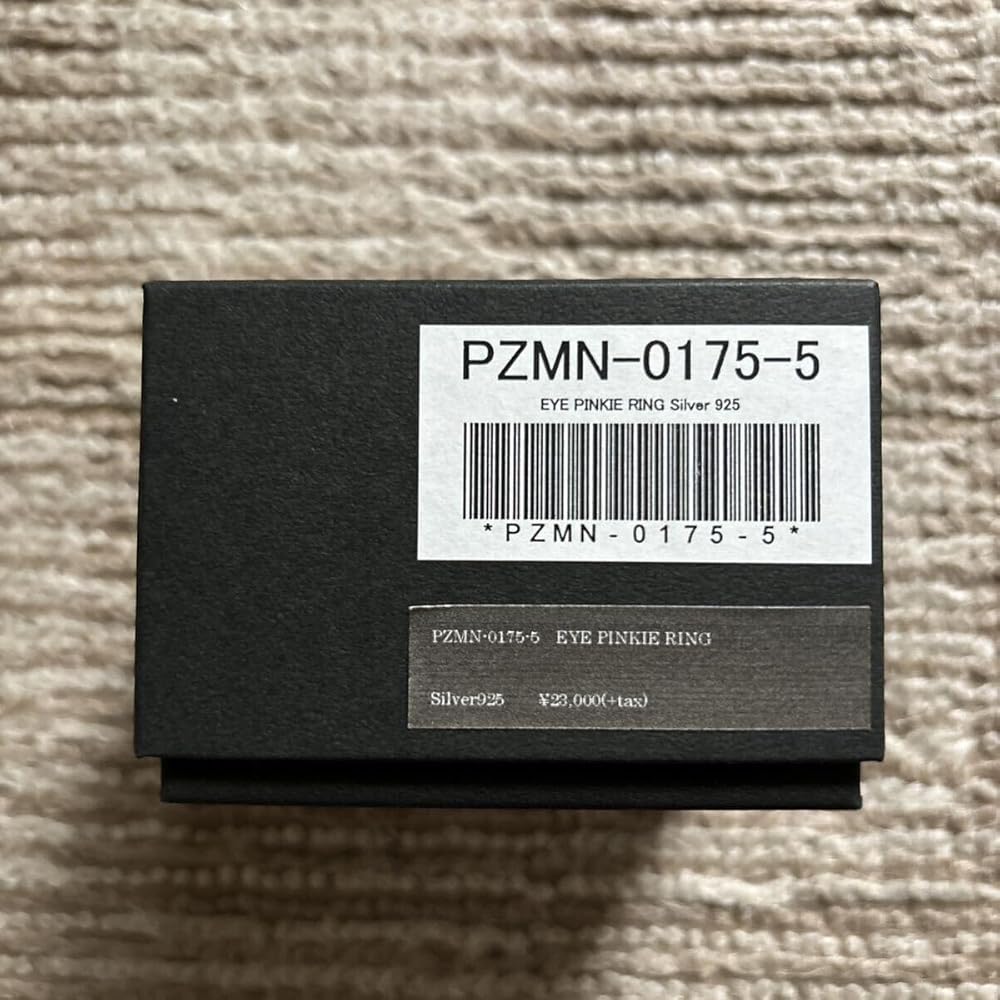 PZMN-0175-5
EYE PINKIE RING Silver 925
*PZMN-0175-5*
PZMN-0175-5 EYE PINKIE RING
Silver925 ¥23,000(+tax)